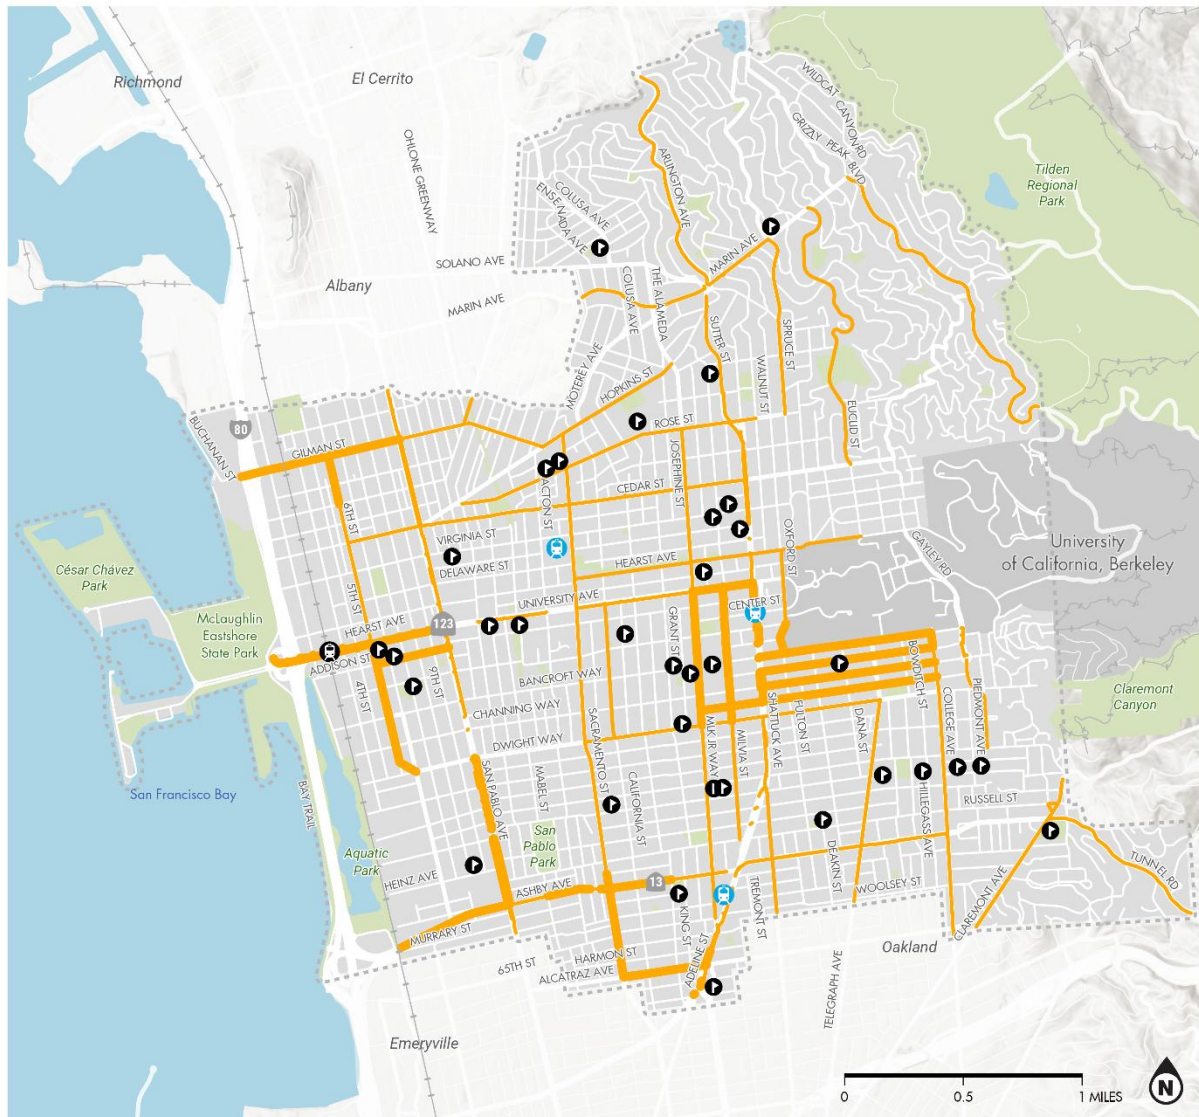 Richmond
El Cerrito
OHLONE GREENWAY
WILDCAT CANYON RD
GRIZZLY PEAK BLVD
Tilden
Regional
Park
COLUSA AVE
ENSENADA AVE
ARLINGTON AVE
SOLANO AVE
MARIN AVE
Albany
MARIN AVE
COLUSA AVE
THE ALAMEDA
SUTTER ST
SPRUCE ST
WALNUT ST
MOTEREY AVE
HOPKINS ST
EUCLID ST
ROSE ST
BUCHANAN ST
80
GILMAN ST
JOSEPHINE ST
ACTON ST
CEDAR ST
6TH ST
VIRGINIA ST
OXFORD ST
GAYLEY RD
University
of California, Berkeley
DELAWARE ST
HEARST AVE
César Chávez
Park
5TH ST
UNIVERSITY AVE
CENTER ST
McLaughlin
Eastshore
State Park
HEARST AVE
123
GRANT ST
ADDISON ST
9TH ST
BANCROFT WAY
BOWDITCH ST
4TH ST
CHANNING WAY
Claremont
Canyon
DWIGHT WAY
SACRAMENTO ST
MLK JR WAY
MILVIA ST
SHATTUCK AVE
FULTON ST
DANA ST
COLLEGE AVE
PIEDMONT AVE
San Francisco Bay
BAY TRAIL
SAN PABLO AVE
MABEL ST
CALIFORNIA ST
HILLEGASS AVE
RUSSELL ST
San
Pablo
Park
Aquatic
Park
HEINZ AVE
ASHBY AVE
13
KING ST
TREMONT ST
DEAKIN ST
WOOLSEY ST
CLAREMONT AVE
TUNNEL RD
MURRARY ST
HARMON ST
65TH ST
ALCATRAZ AVE
ADELINE ST
Oakland
TELEGRAPH AVE
Emeryville
0
0.5
1 MILES
N